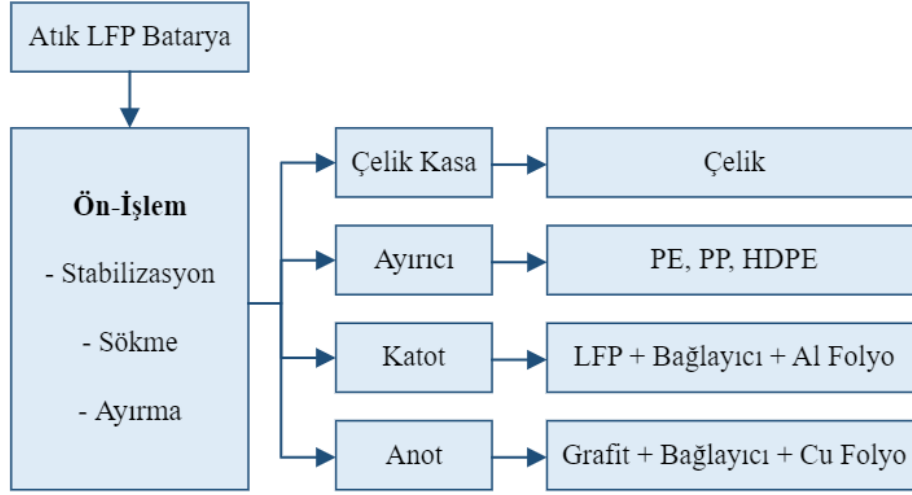 Atık LFP Batarya
Ön-İşlem
- Stabilizasyon
- Sökme
- Ayırma
Çelik Kasa
Çelik
Ayırıcı
PE, PP, HDPE
Katot
LFP + Bağlayıcı + Al Folyo
Anot
Grafit + Bağlayıcı + Cu Folyo